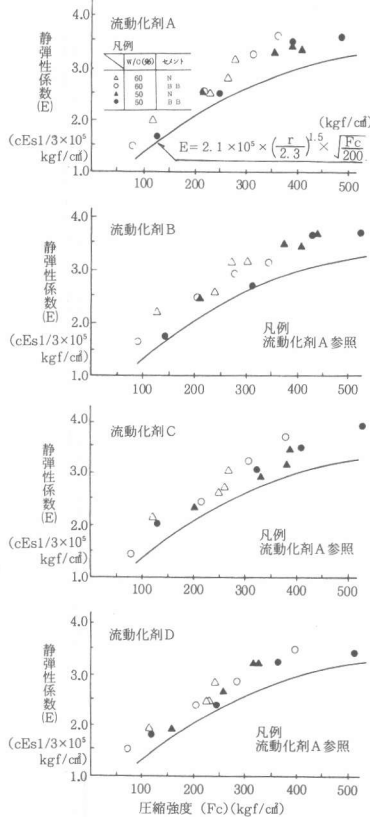 流動化剤A
凡例
W/C(%) セメント
△ 60 N
○ 60 BB
▲ 50 N
● 50 BB
静弾性係数(E)
(cEs1/3×10⁵ kgf/c㎡)
4.0
3.0
2.0
1.0
100 200 300 400 500
(kgf/c㎡)
E=2.1×10⁵×(r/2.3)^1.5×√(Fc/200)
流動化剤B
静弾性係数(E)
(cEs1/3×10⁵ kgf/c㎡)
4.0
3.0
2.0
1.0
凡例
流動化剤A参照
100 200 300 400 500
流動化剤C
静弾性係数(E)
(cEs1/3×10⁵ kgf/c㎡)
4.0
3.0
2.0
1.0
凡例
流動化剤A参照
100 200 300 400 500
流動化剤D
静弾性係数(E)
(cEs1/3×10⁵ kgf/c㎡)
4.0
3.0
2.0
1.0
凡例
流動化剤A参照
100 200 300 400 500
圧縮強度 (Fc)(kgf/c㎡)